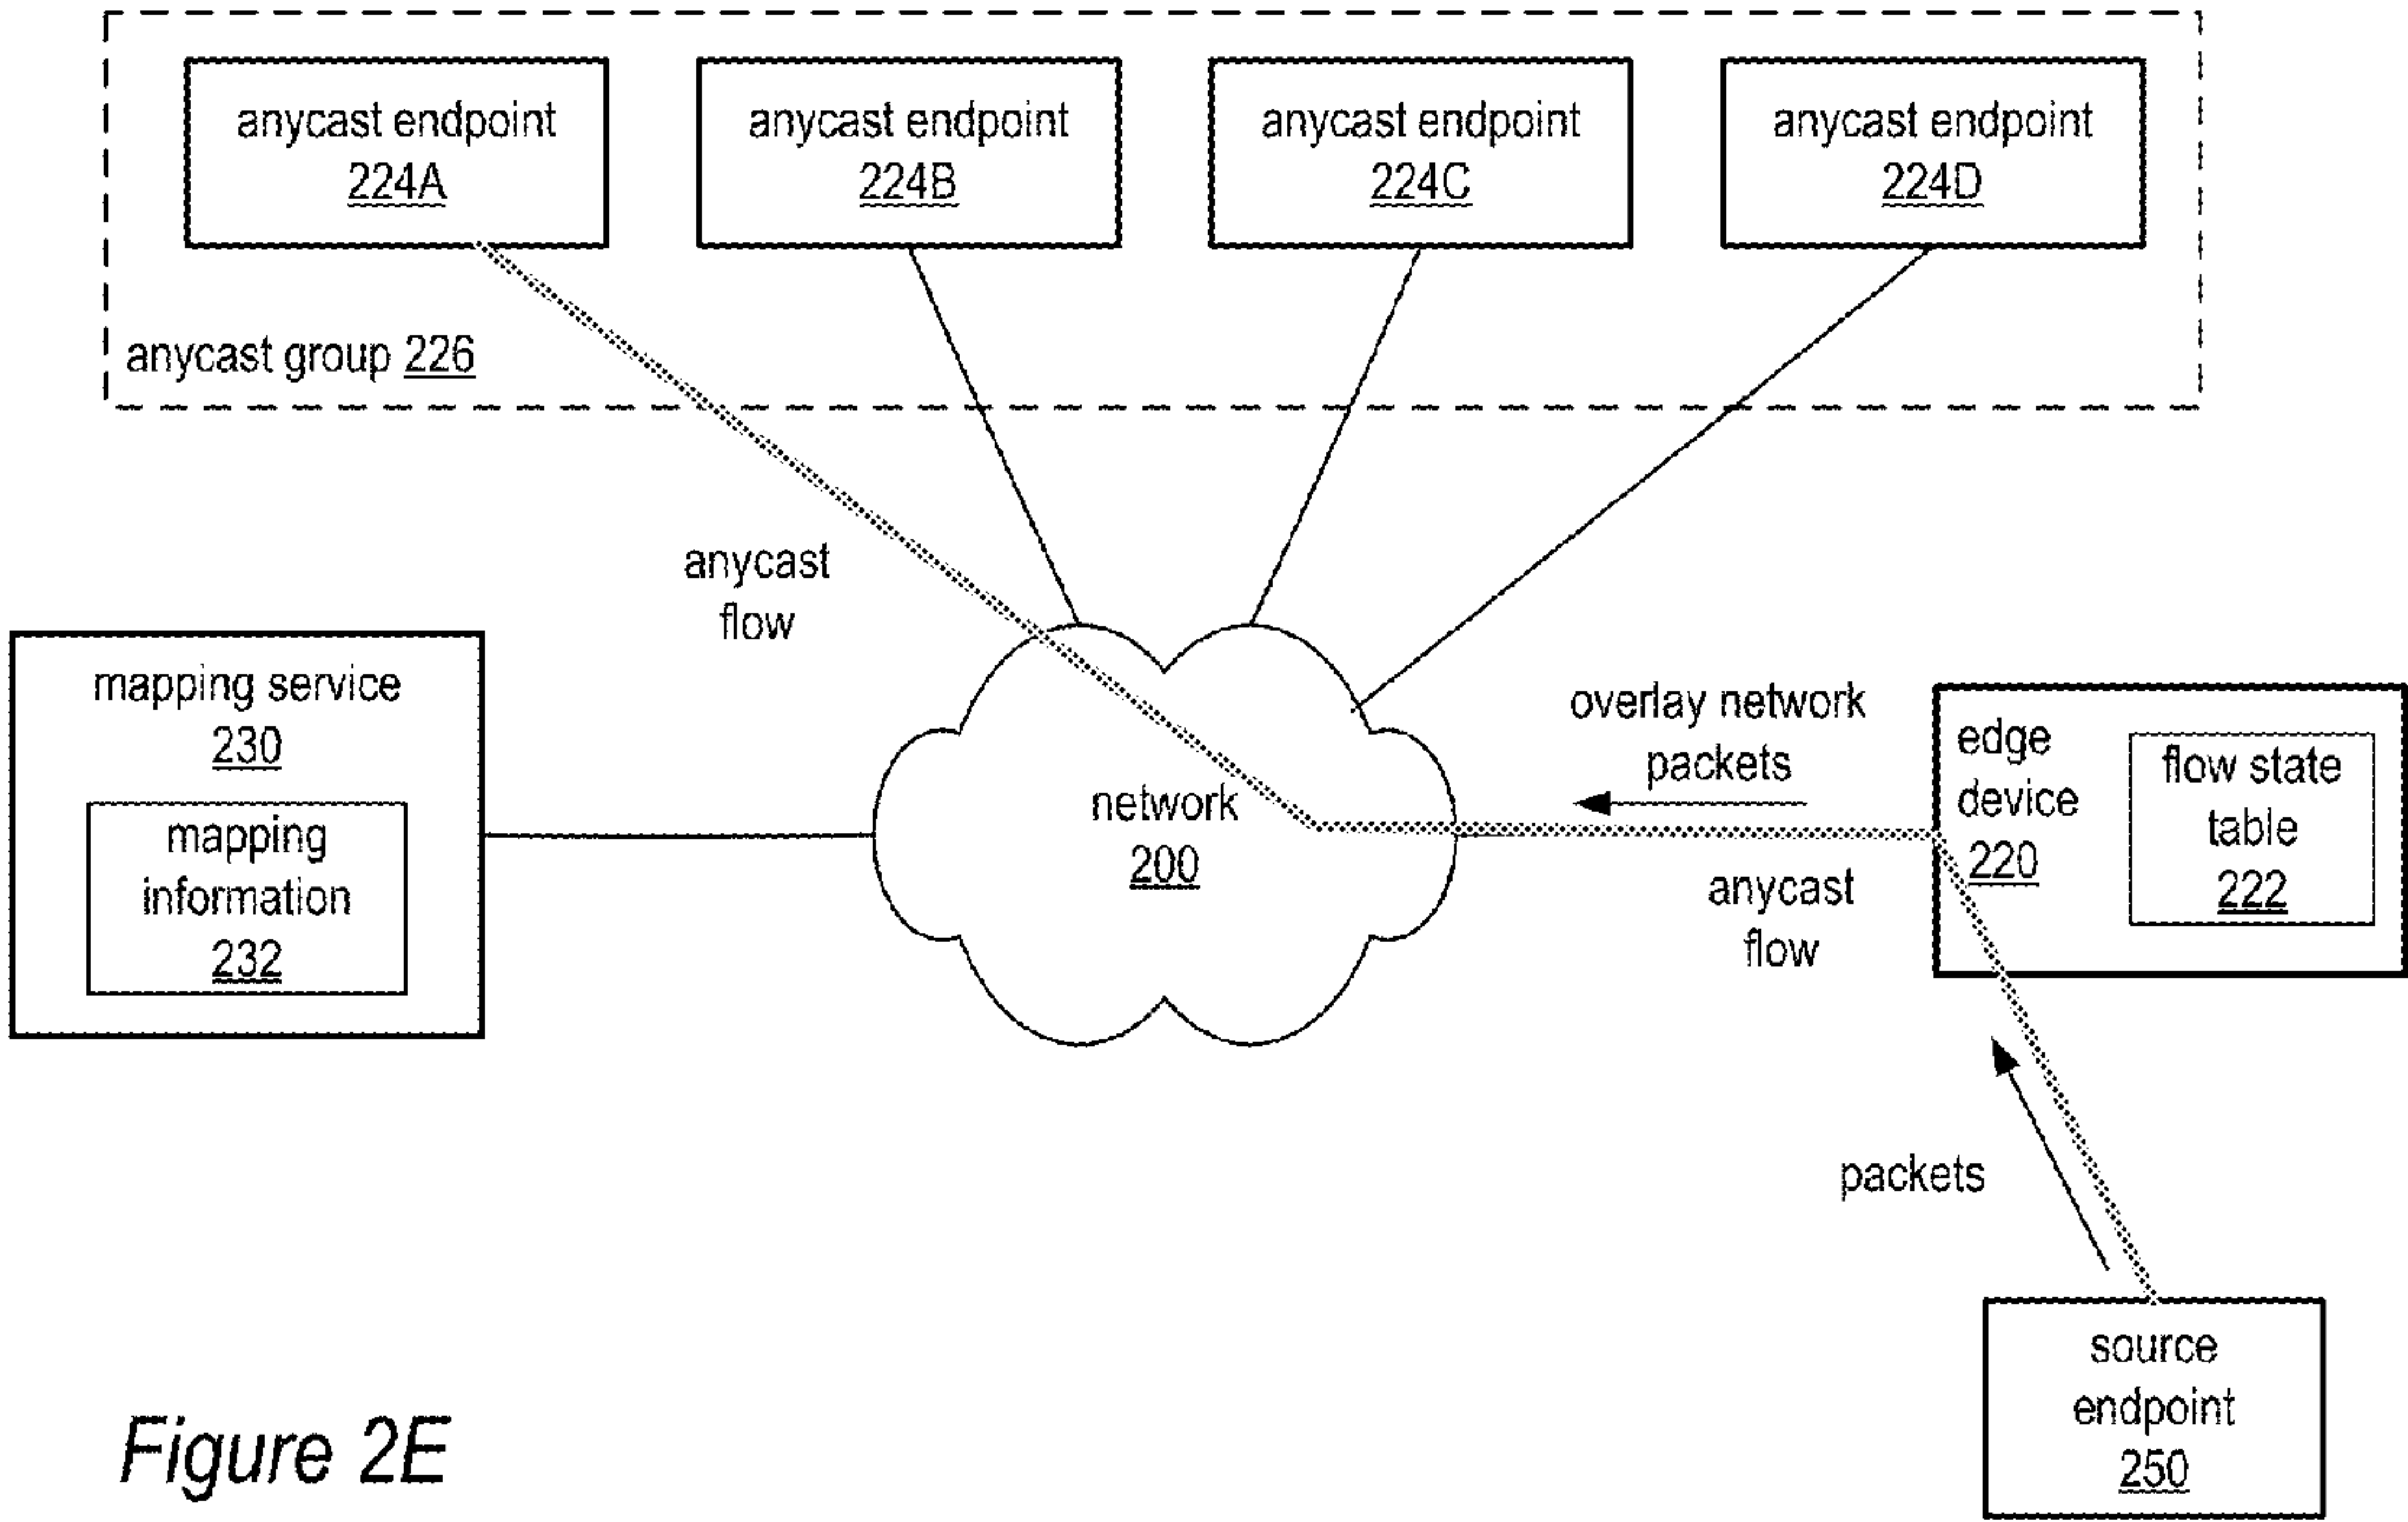 anycast endpoint
224A
anycast endpoint
224B
anycast endpoint
224C
anycast endpoint
224D
anycast group 226
anycast
flow
mapping service
230
mapping
information
232
network
200
overlay network
packets
anycast
flow
edge
device
220
flow state
table
222
packets
source
endpoint
250
Figure 2E